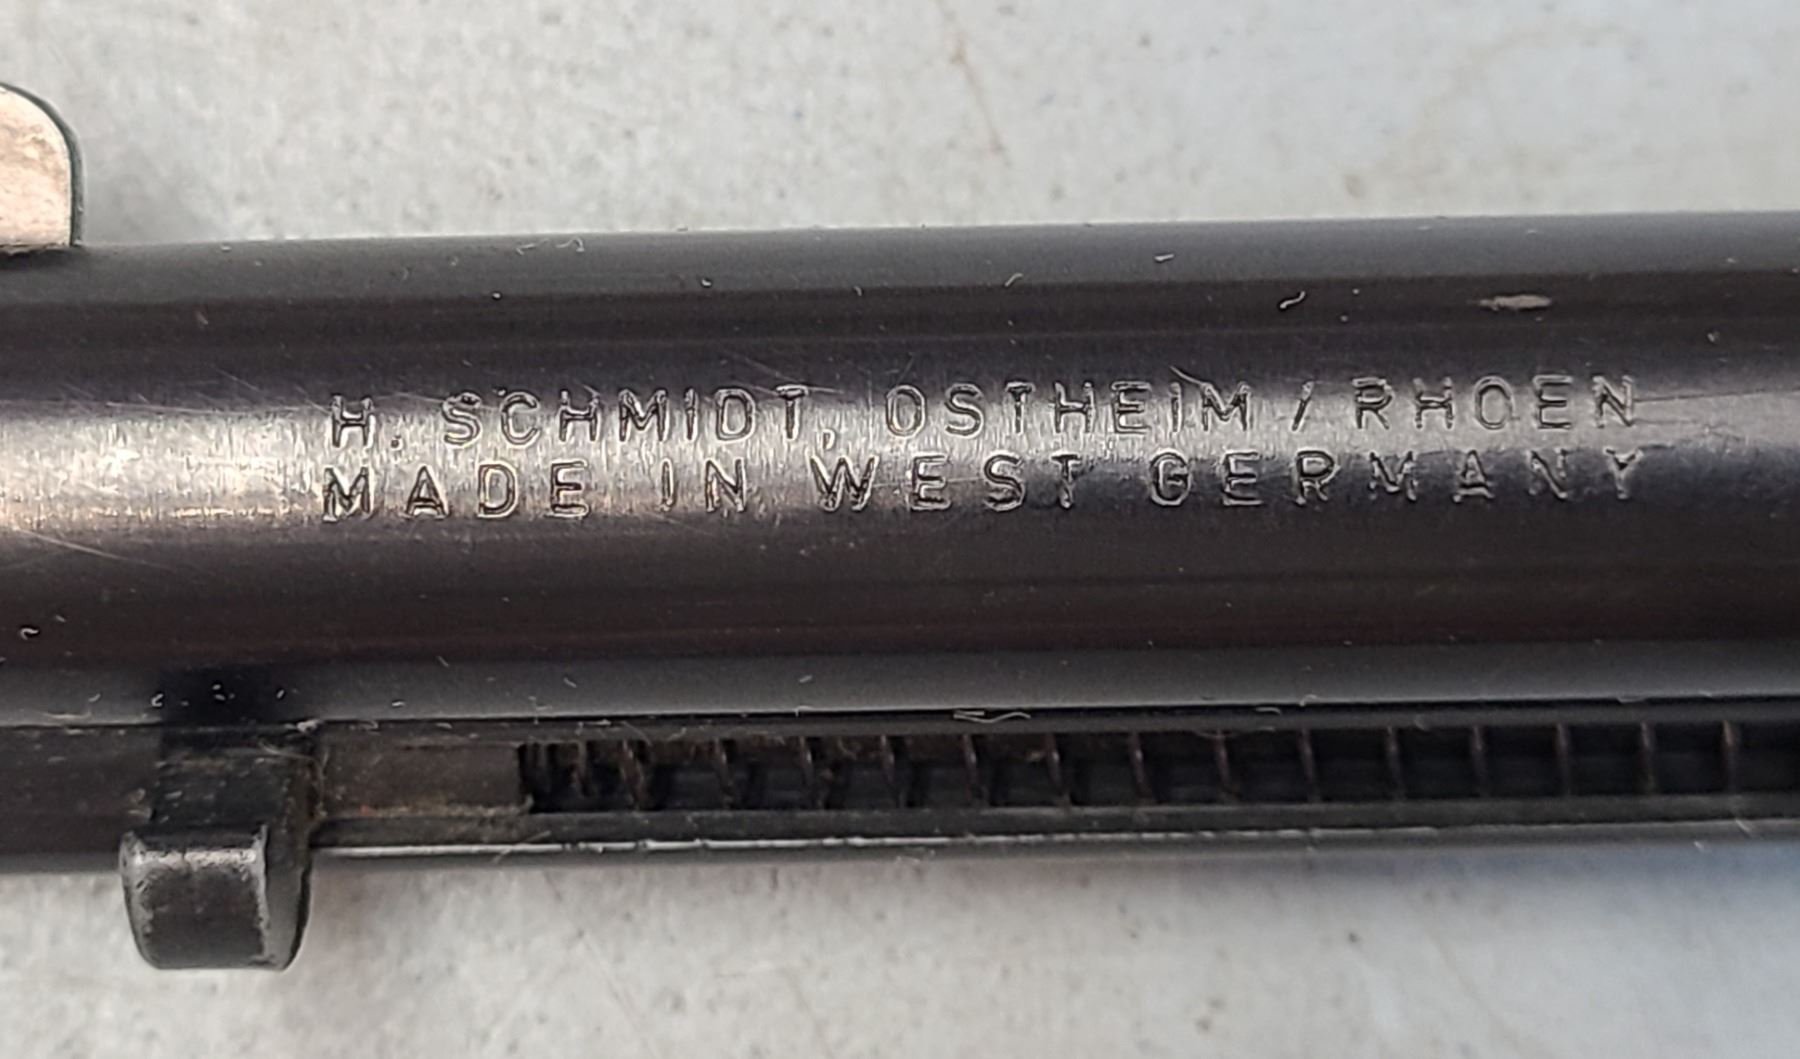 H. SCHMIDT, OSTHEIM / RHOEN
MADE IN WEST GERMANY